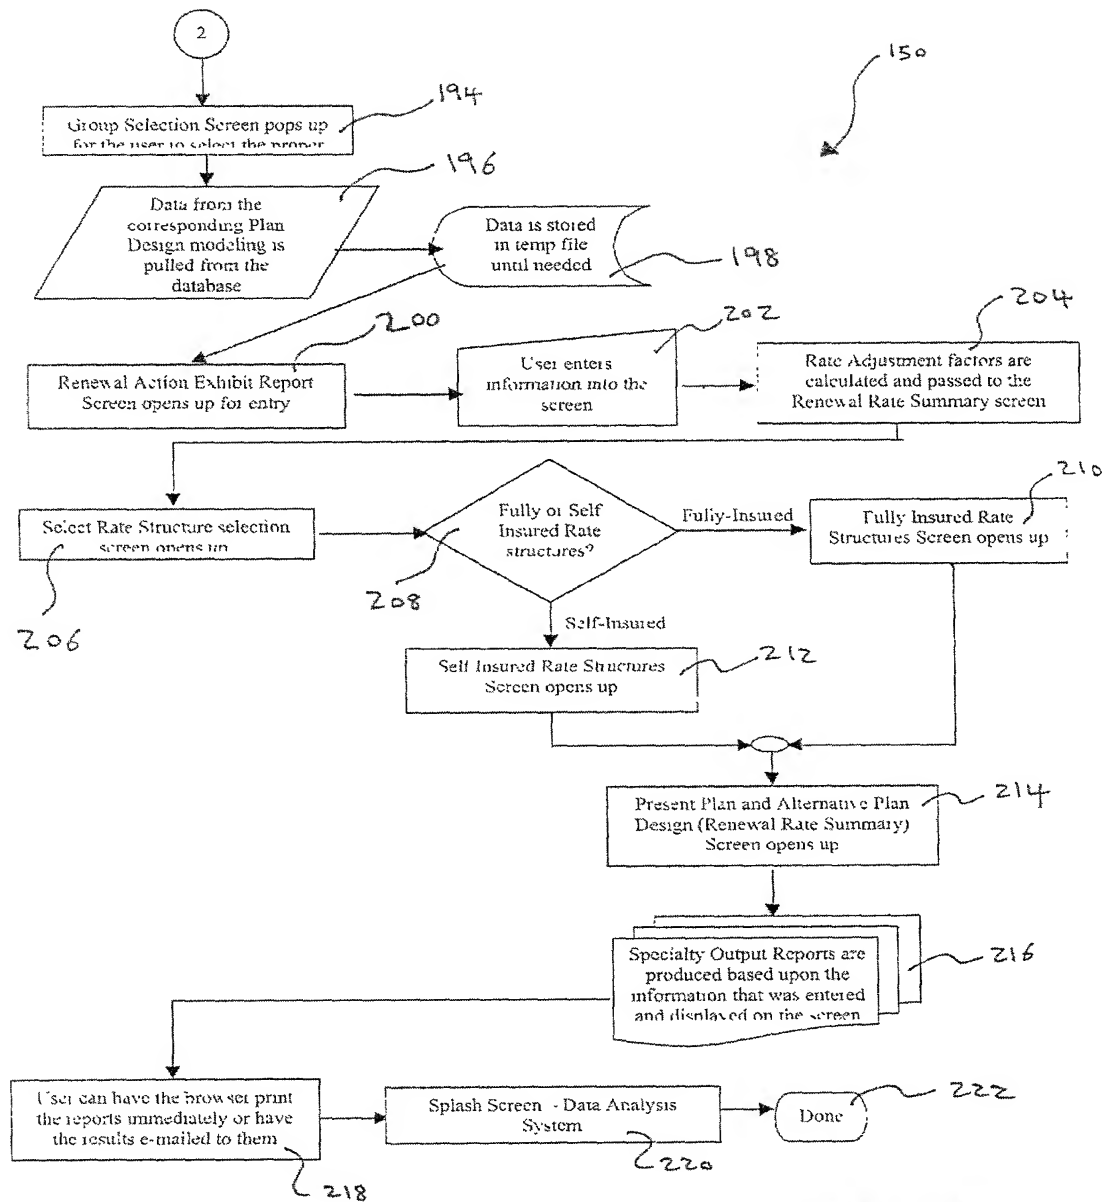 2
150
194
Group Selection Screen pops up
for the user to select the proper
196
Data from the
corresponding Plan
Design modeling is
pulled from the
database
Data is stored
in temp file
until needed
198
200
202
204
Renewal Action Exhibit Report
Screen opens up for entry
User enters
information into the
screen
Rate Adjustment factors are
calculated and passed to the
Renewal Rate Summary screen
210
Select Rate Structure selection
screen opens up
206
Fully or Self
Insured Rate
structures?
208
Fully-Insured
Fully Insured Rate
Structures Screen opens up
Self-Insured
Self Insured Rate Structures
Screen opens up
212
Present Plan and Alternative Plan
Design (Renewal Rate Summary)
Screen opens up
214
Specialty Output Reports are
produced based upon the
information that was entered
and displayed on the screen
216
User can have the browser print
the reports immediately or have
the results e-mailed to them
218
Splash Screen - Data Analysis
System
220
Done
222